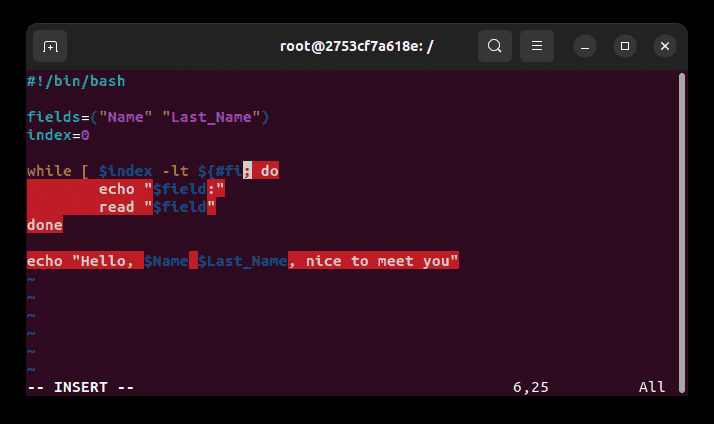 root@2753cf7a618e: /
#!/bin/bash
fields=("Name" "Last_Name")
index=0
while [ $index -lt ${#fi; do
echo "$field:"
read "$field"
done
echo "Hello, $Name $Last_Name, nice to meet you"
~
~
~
~
~
~
-- INSERT -- 6,25 All